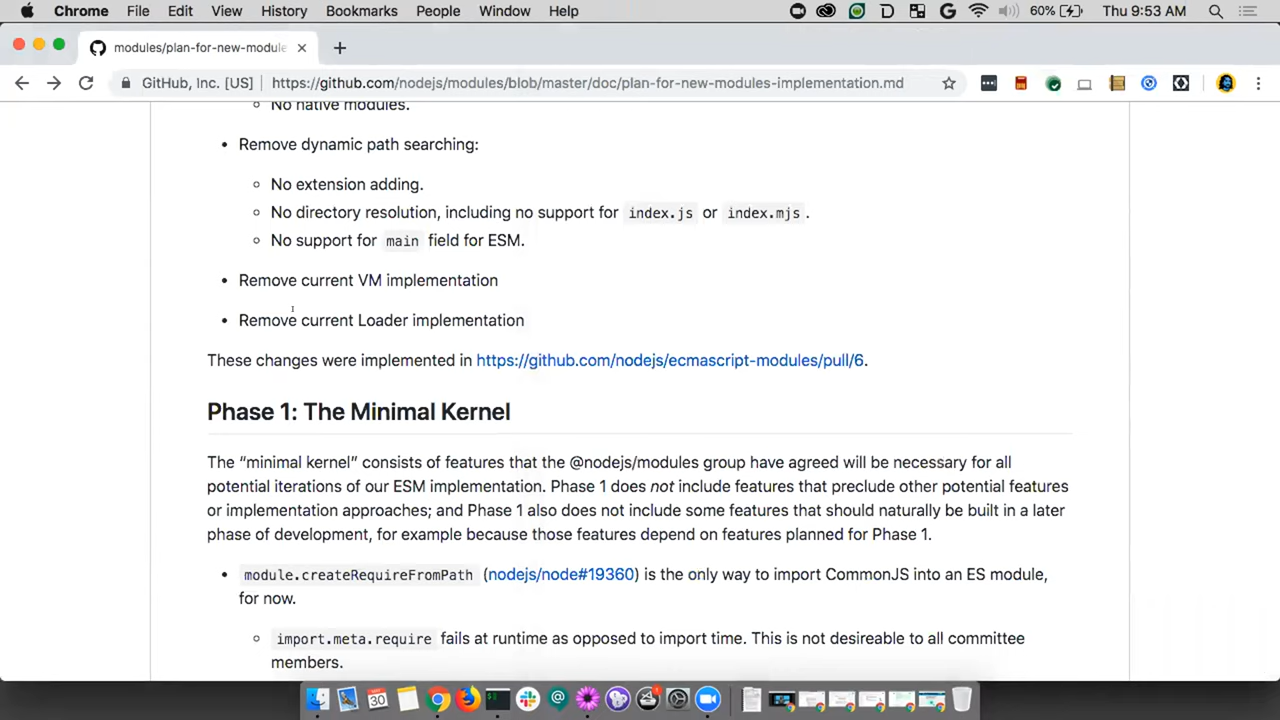 Chrome File Edit View History Bookmarks People Window Help 60% Thu 9:53 AM
modules/plan-for-new-module
GitHub, Inc. [US] https://github.com/nodejs/modules/blob/master/doc/plan-for-new-modules-implementation.md
No native modules.
Remove dynamic path searching:
No extension adding.
No directory resolution, including no support for index.js or index.mjs.
No support for main field for ESM.
Remove current VM implementation
Remove current Loader implementation
These changes were implemented in https://github.com/nodejs/ecmascript-modules/pull/6.
Phase 1: The Minimal Kernel
The “minimal kernel” consists of features that the @nodejs/modules group have agreed will be necessary for all
potential iterations of our ESM implementation. Phase 1 does not include features that preclude other potential features
or implementation approaches; and Phase 1 also does not include some features that should naturally be built in a later
phase of development, for example because those features depend on features planned for Phase 1.
module.createRequireFromPath (nodejs/node#19360) is the only way to import CommonJS into an ES module,
for now.
import.meta.require fails at runtime as opposed to import time. This is not desireable to all committee
members.
30